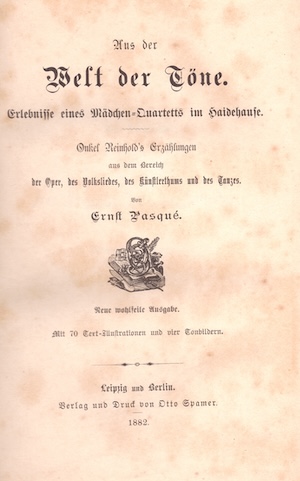 Aus der
Welt der Töne.
Erlebnisse eines Mädchen-Quartetts im Haidehause.
Onkel Reinhold's Erzählungen
aus dem Bereich
der Oper, des Volksliedes, des Künstlerthums und des Tanzes.
Von
Ernst Pasqué.
Neue wohlfeile Ausgabe.
Mit 70 Text-Illustrationen und vier Tonbildern.
Leipzig und Berlin.
Verlag und Druck von Otto Spamer.
1882.